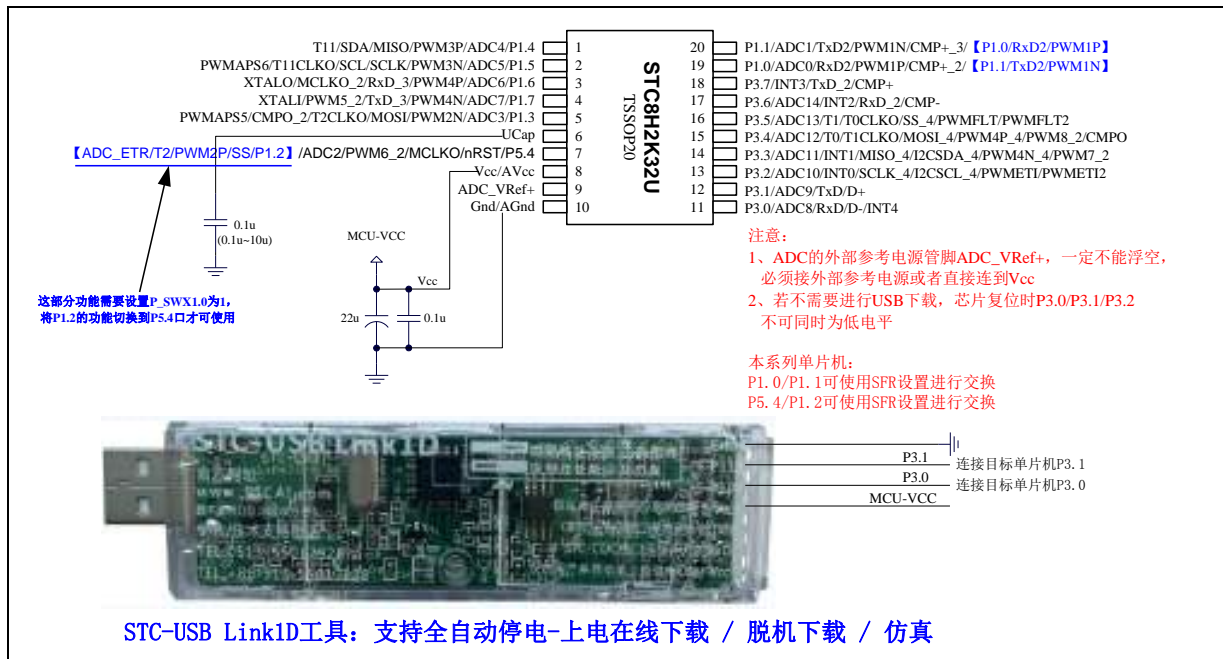 T11/SDA/MISO/PWM3P/ADC4/P1.4
PWMAPS6/T11CLKO/SCL/SCLK/PWM3N/ADC5/P1.5
XTALO/MCLKO_2/RxD_3/PWM4P/ADC6/P1.6
XTALI/PWM5_2/TxD_3/PWM4N/ADC7/P1.7
PWMAPS5/CMPO_2/T2CLKO/MOSI/PWM2N/ADC3/P1.3
UCap
【ADC_ETR/T2/PWM2P/SS/P1.2】/ADC2/PWM6_2/MCLKO/nRST/P5.4
Vcc/AVcc
ADC_VRef+
Gnd/AGnd
1
2
3
4
5
6
7
8
9
10
STC8H2K32U
TSSOP20
20
19
18
17
16
15
14
13
12
11
P1.1/ADC1/TxD2/PWM1N/CMP+_3/【P1.0/RxD2/PWM1P】
P1.0/ADC0/RxD2/PWM1P/CMP+_2/【P1.1/TxD2/PWM1N】
P3.7/INT3/TxD_2/CMP+
P3.6/ADC14/INT2/RxD_2/CMP-
P3.5/ADC13/T1/T0CLKO/SS_4/PWMFLT/PWMFLT2
P3.4/ADC12/T0/T1CLKO/MOSI_4/PWM4P_4/PWM8_2/CMPO
P3.3/ADC11/INT1/MISO_4/I2CSDA_4/PWM4N_4/PWM7_2
P3.2/ADC10/INT0/SCLK_4/I2CSCL_4/PWMETI/PWMETI2
P3.1/ADC9/TxD/D+
P3.0/ADC8/RxD/D-/INT4
0.1u
(0.1u~10u)
MCU-VCC
Vcc
22u
0.1u
这部分功能需要设置P_SWX1.0为1，
将P1.2的功能切换到P5.4口才可使用
注意：
1、ADC的外部参考电源管脚ADC_VRef+，一定不能浮空，
必须接外部参考电源或者直接连到Vcc
2、若不需要进行USB下载，芯片复位时P3.0/P3.1/P3.2
不可同时为低电平
本系列单片机：
P1.0/P1.1可使用SFR设置进行交换
P5.4/P1.2可使用SFR设置进行交换
STC-USB Link1D
P3.1
连接目标单片机P3.1
P3.0
连接目标单片机P3.0
MCU-VCC
STC-USB Link1D工具：支持全自动停电-上电在线下载 / 脱机下载 / 仿真